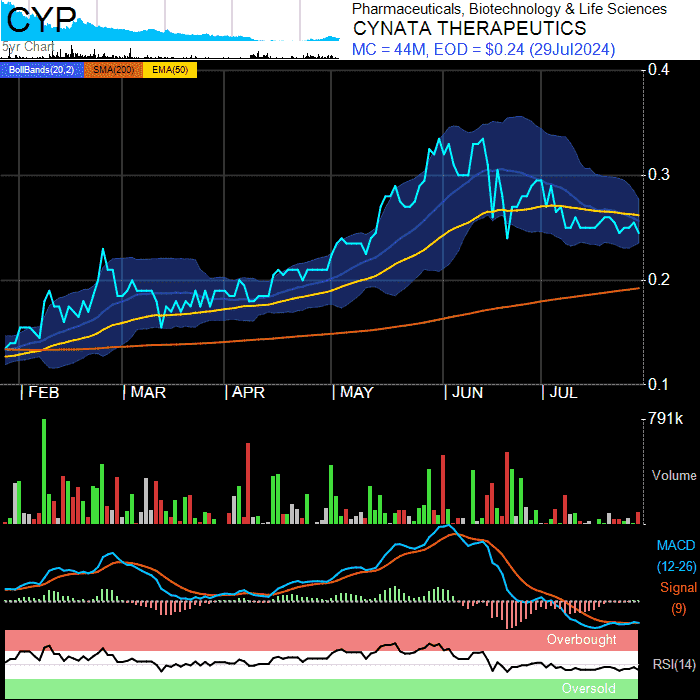 CYP
5yr Chart
Pharmaceuticals, Biotechnology & Life Sciences
CYNATA THERAPEUTICS
MC = 44M, EOD = $0.24 (29Jul2024)
BollBands(20,2) SMA(200) EMA(50)
0.4
0.3
0.2
0.1
FEB MAR APR MAY JUN JUL
791k
Volume
MACD
(12-26)
Signal
(9)
Overbought
RSI(14)
Oversold